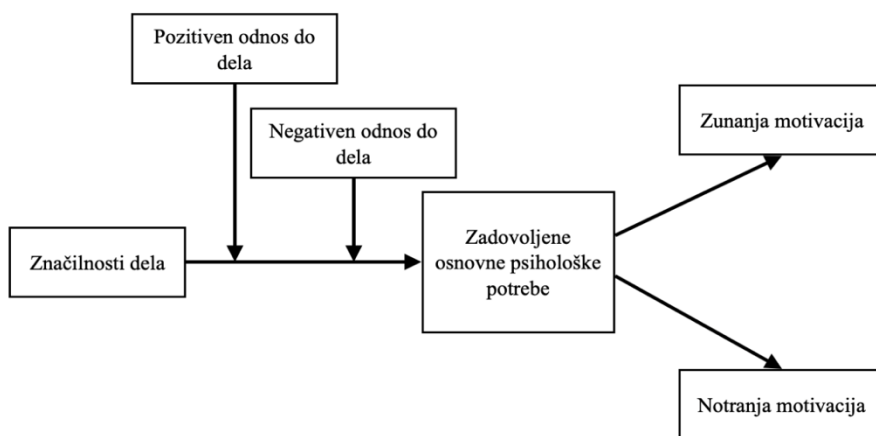 Pozitiven odnos do
dela
Negativen odnos do
dela
Zunanja motivacija
Značilnosti dela
Zadovoljene
osnovne psihološke
potrebe
Notranja motivacija